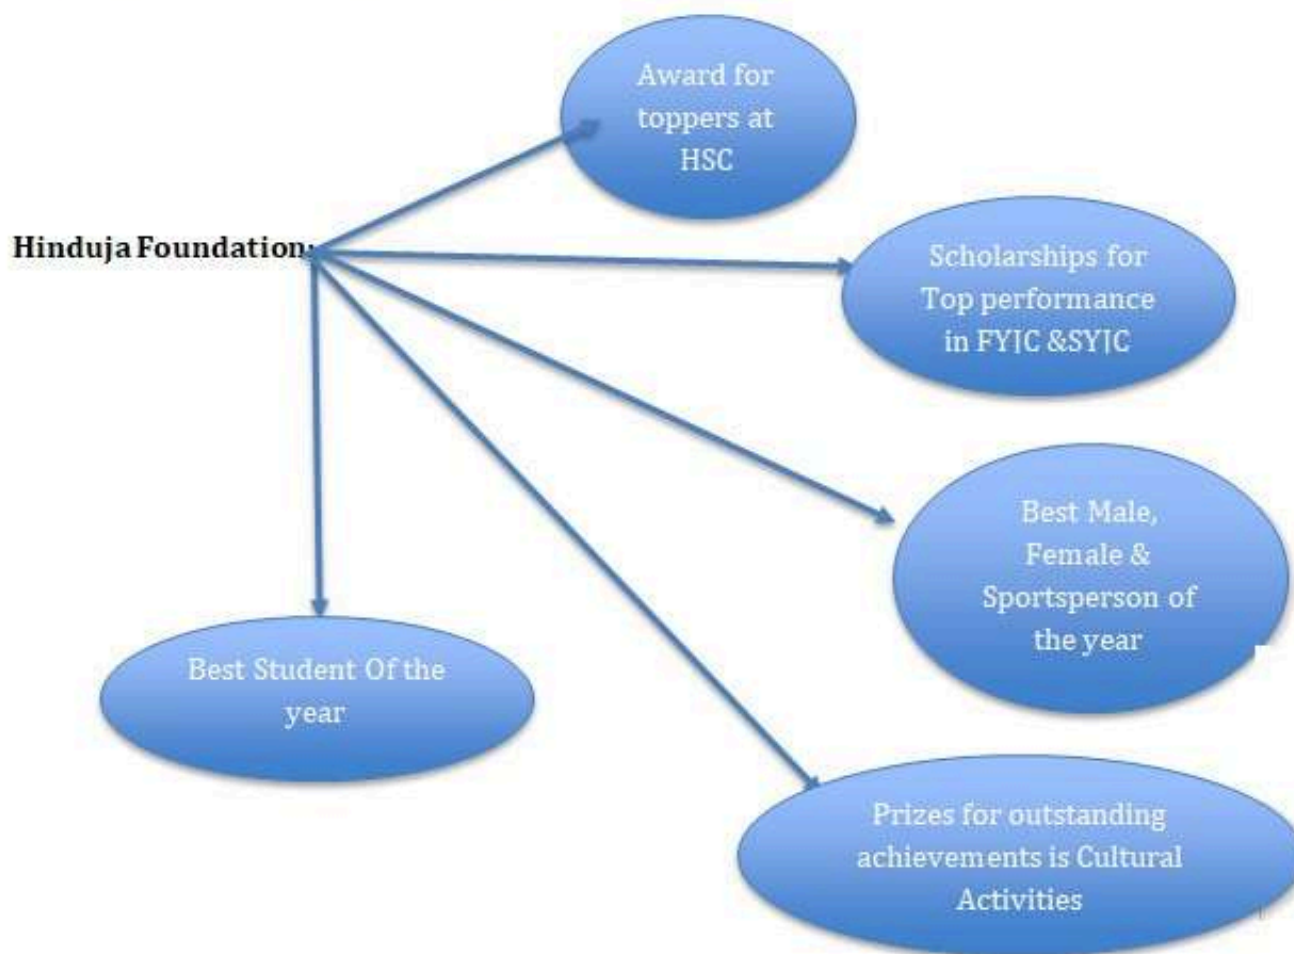 Award for
toppers at
HSC
Hinduja Foundation:
Scholarships for
Top performance
in FYJC &SYJC
Best Male,
Female &
Sportsperson of
the year
Best Student Of the
year
Prizes for outstanding
achievements is Cultural
Activities